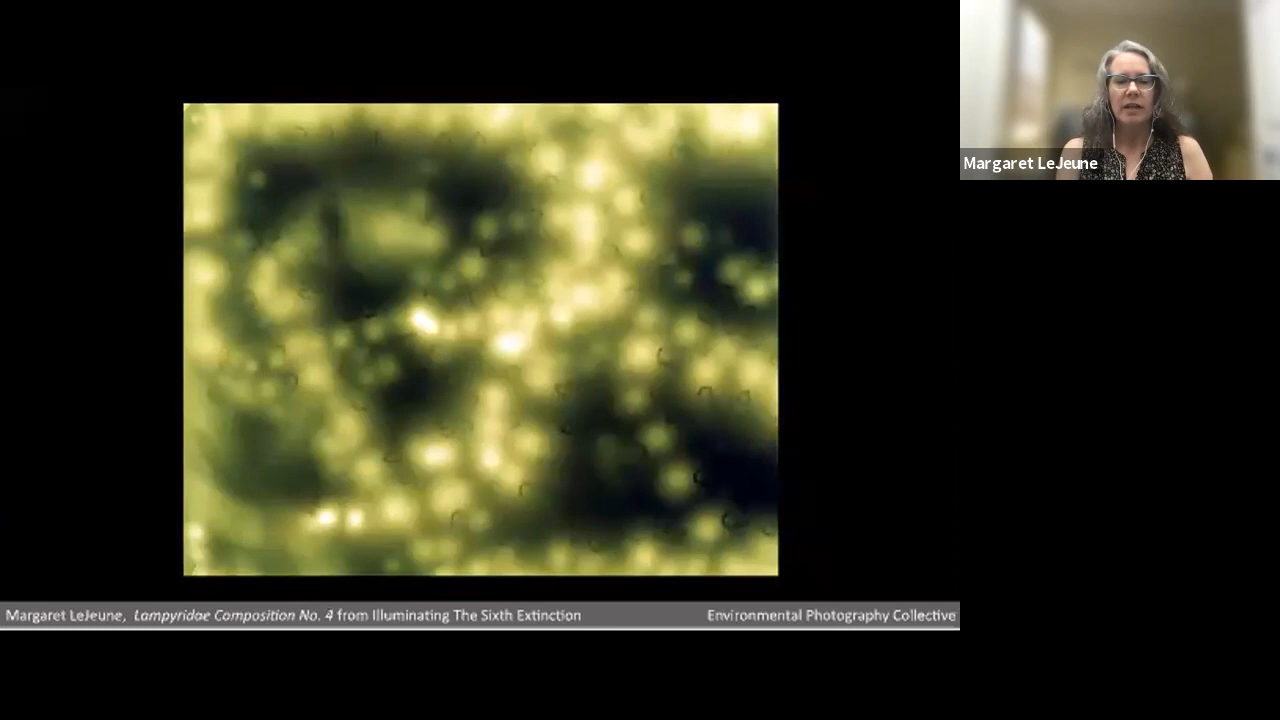 Margaret LeJeune
Margaret LeJeune, Lampyridae Composition No. 4 from Illuminating The Sixth Extinction Environmental Photography Collective